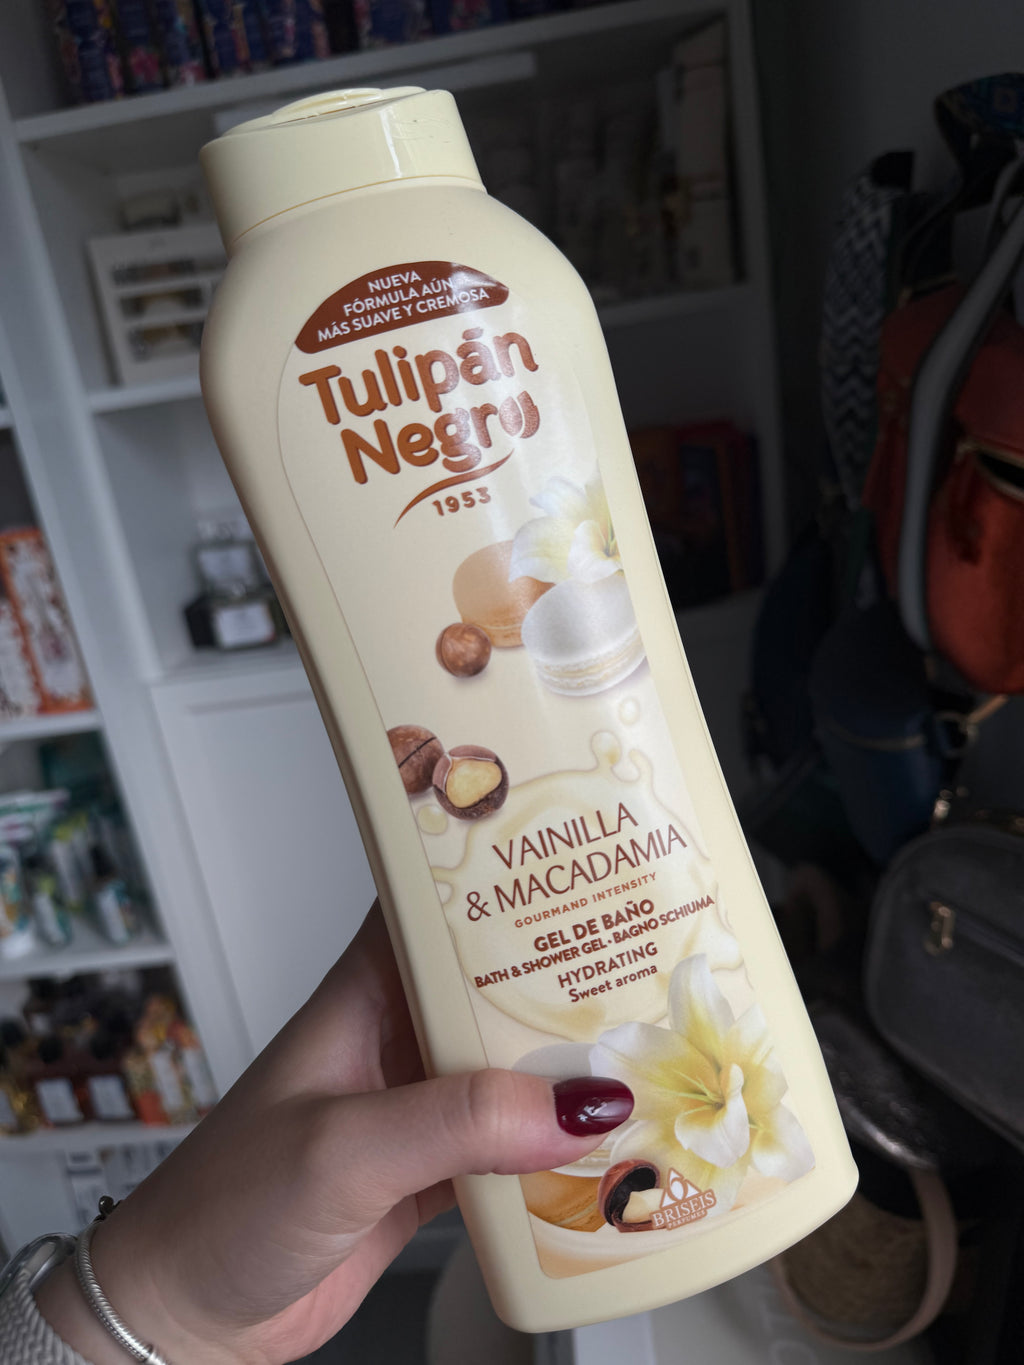 NUEVA
FÓRMULA AÚN
MÁS SUAVE Y CREMOSA
Tulipán
Negro
1953
VAINILLA
& MACADAMIA
GOURMAND INTENSITY
GEL DE BAÑO
BATH & SHOWER GEL • BAGNO SCHIUMA
HYDRATING
Sweet aroma
BRISEIS
PERFUMES